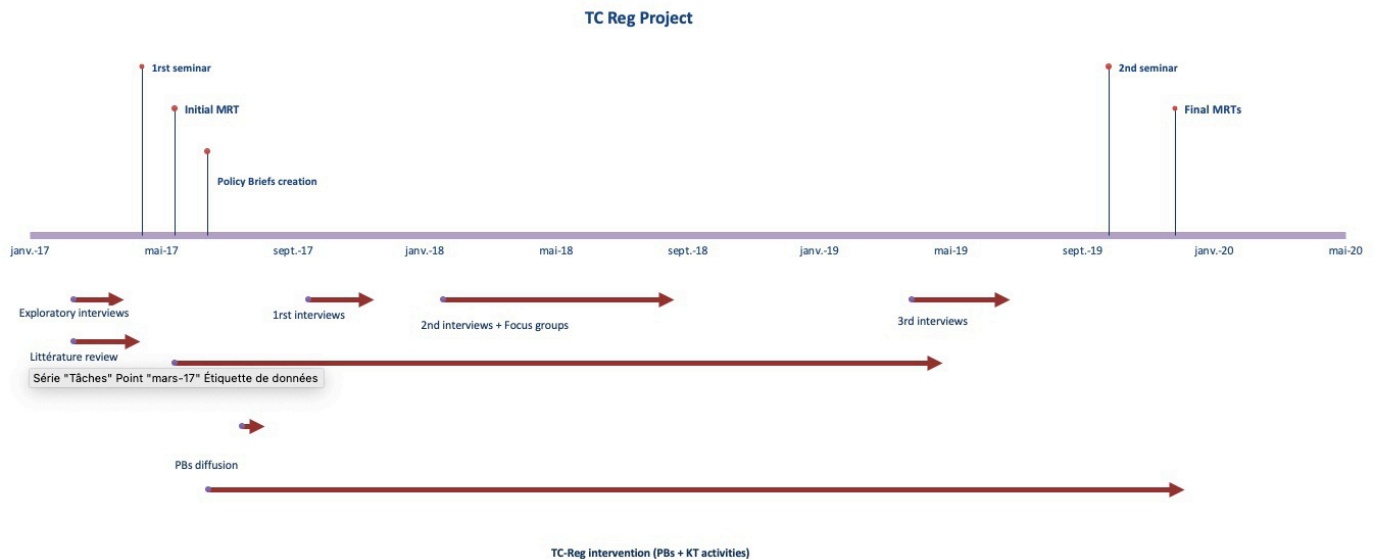 TC Reg Project
1rst seminar
2nd seminar
Initial MRT
Final MRTs
Policy Briefs creation
janv.-17
mai-17
sept.-17
janv.-18
mai-18
sept.-18
janv.-19
mai-19
sept.-19
janv.-20
mai-20
Exploratory interviews
1rst interviews
2nd interviews + Focus groups
3rd interviews
Littérature review
Série "Tâches" Point "mars-17" Étiquette de données
PBs diffusion
TC-Reg intervention (PBs + KT activities)